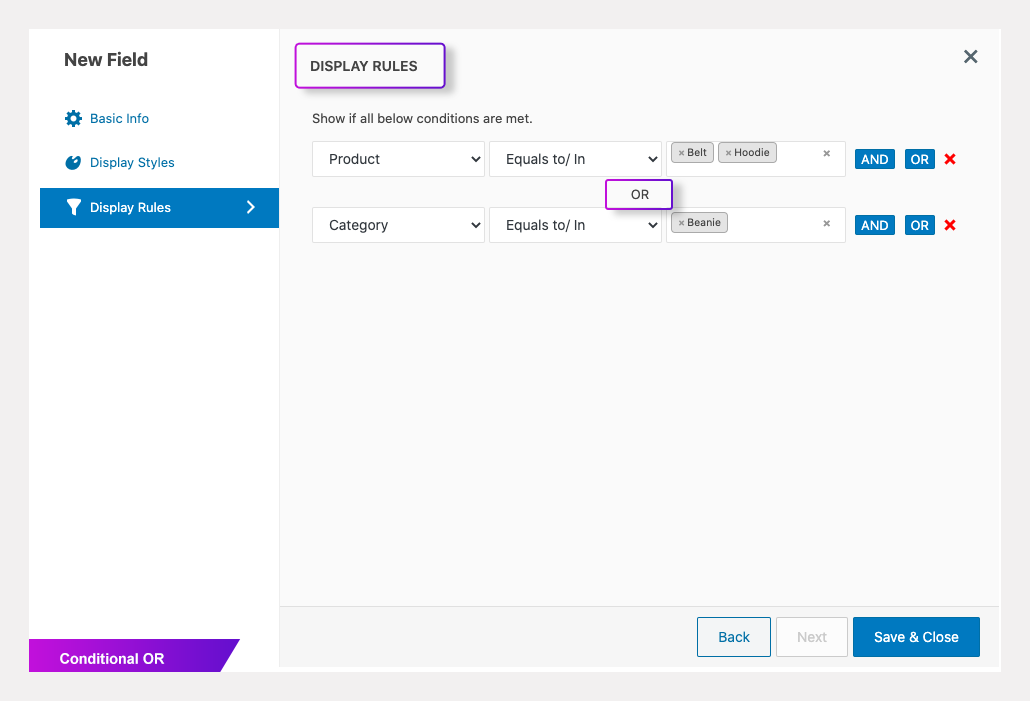 New Field
Basic Info
Display Styles
Display Rules
DISPLAY RULES
Show if all below conditions are met.
Product Equals to/ In × Belt × Hoodie × AND OR
OR
Category Equals to/ In × Beanie × AND OR
Back Next Save & Close
Conditional OR